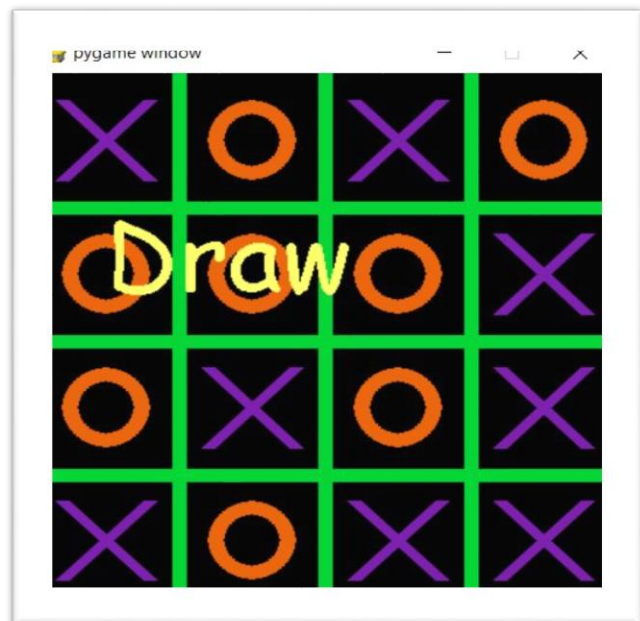 pygame window
X O X O
Draw
O O O X
O X O X
X O X X